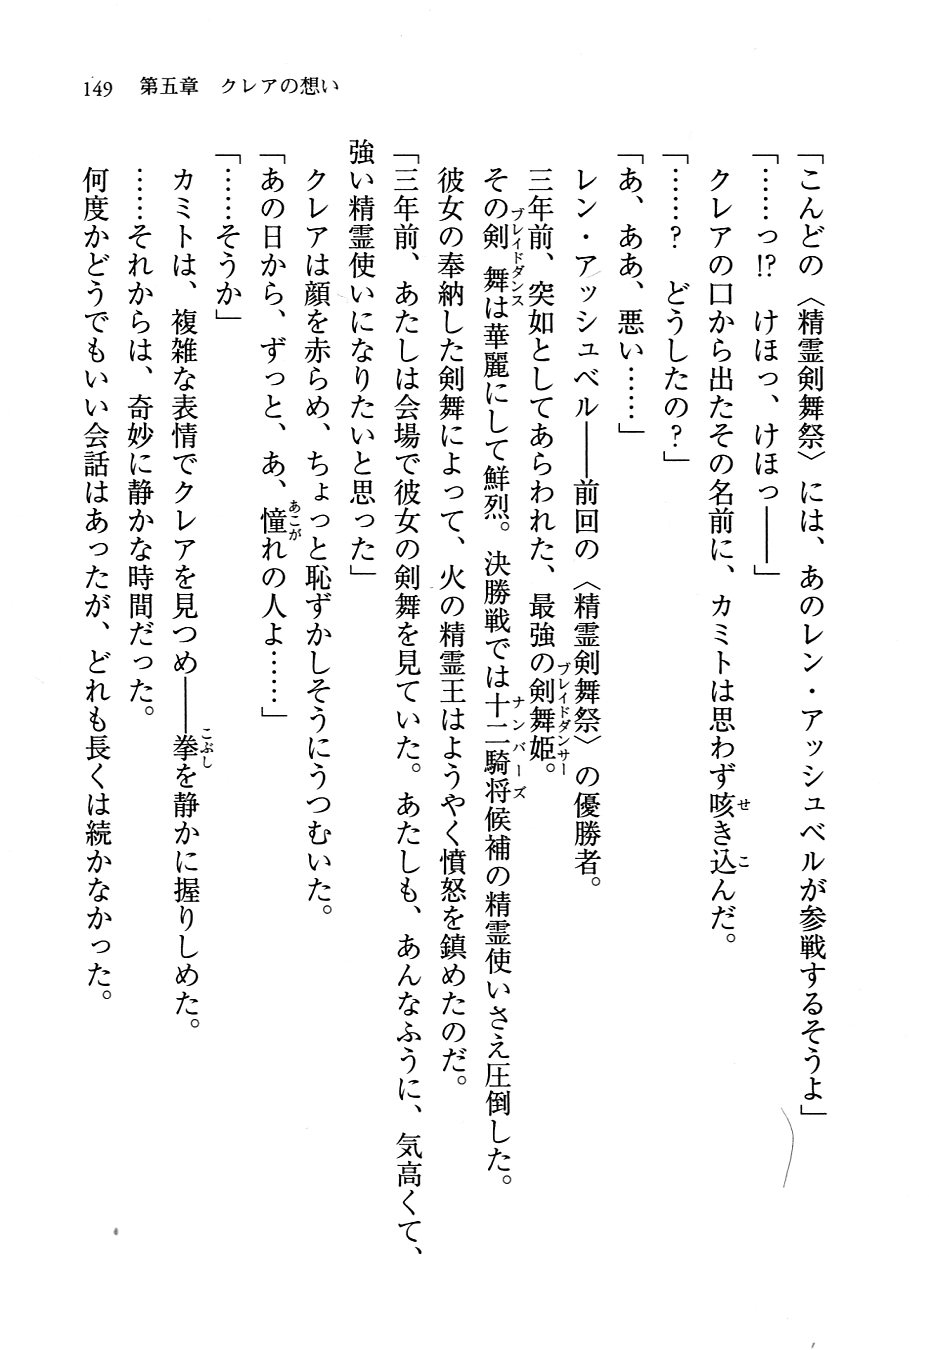 149　第五章　クレアの想い
「こんどの〈精霊剣舞祭〉には、あのレン・アッシュベルが参戦するそうよ」
「……っ!?　けほっ、けほっ――」
クレアの口から出たその名前に、カミトは思わず咳き込んだ。
「……？　どうしたの？」
「あ、ああ、悪い……」
レン・アッシュベル――前回の〈精霊剣舞祭〉の優勝者。
三年前、突如としてあらわれた、最強の剣舞姫。
その剣舞は華麗にして鮮烈。決勝戦では十二騎将候補の精霊使いさえ圧倒した。
彼女の奉納した剣舞によって、火の精霊王はようやく憤怒を鎮めたのだ。
「三年前、あたしは会場で彼女の剣舞を見ていた。あたしも、あんなふうに、気高くて、
強い精霊使いになりたいと思った」
クレアは顔を赤らめ、ちょっと恥ずかしそうにうつむいた。
「あの日から、ずっと、あ、憧れの人よ……」
「……そうか」
カミトは、複雑な表情でクレアを見つめ――拳を静かに握りしめた。
……それからは、奇妙に静かな時間だった。
何度かどうでもいい会話はあったが、どれも長くは続かなかった。